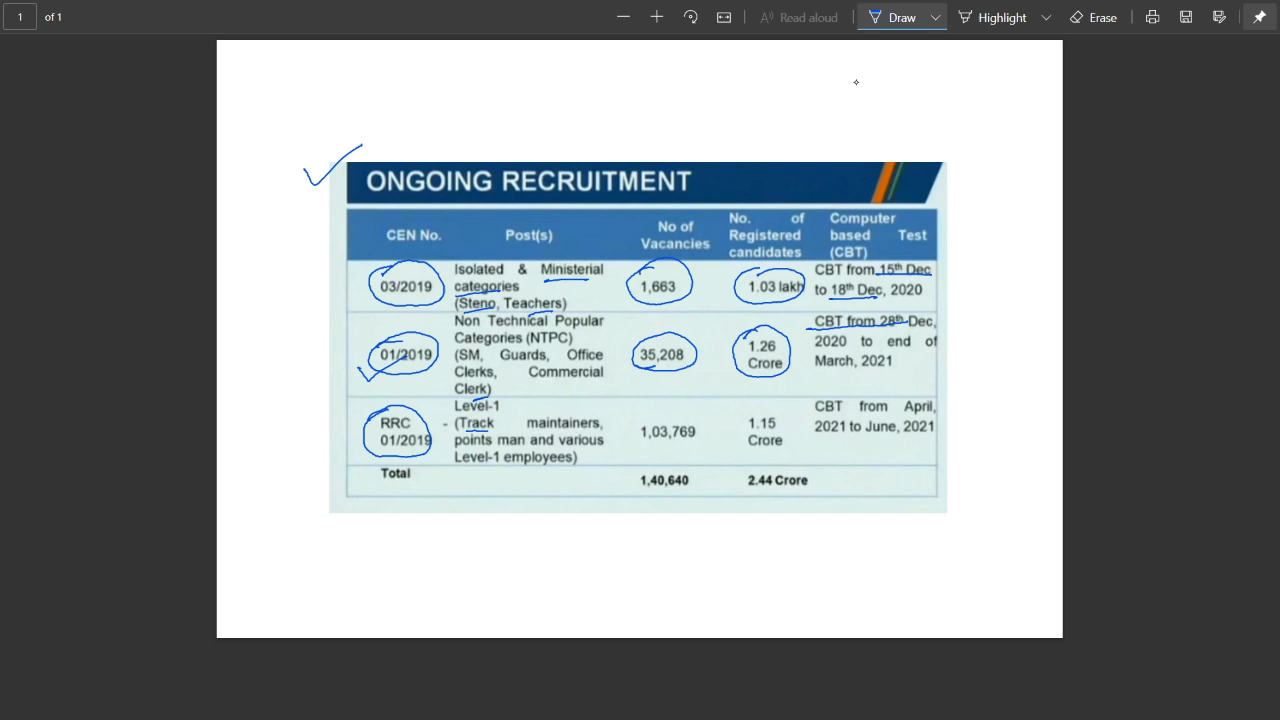 1 of 1
Read aloud
Draw
Highlight
Erase
ONGOING RECRUITMENT
CEN No. Post(s) No of Vacancies No. of Registered candidates Computer based Test (CBT)
03/2019
Isolated & Ministerial
categories
(Steno, Teachers)
1,663
1.03 lakh
CBT from 15th Dec
to 18th Dec, 2020
01/2019
Non Technical Popular
Categories (NTPC)
(SM, Guards, Office
Clerks, Commercial
Clerk)
35,208
1.26
Crore
CBT from 28th Dec,
2020 to end of
March, 2021
RRC -
01/2019
Level-1
(Track maintainers,
points man and various
Level-1 employees)
1,03,769
1.15
Crore
CBT from April,
2021 to June, 2021
Total 1,40,640 2.44 Crore